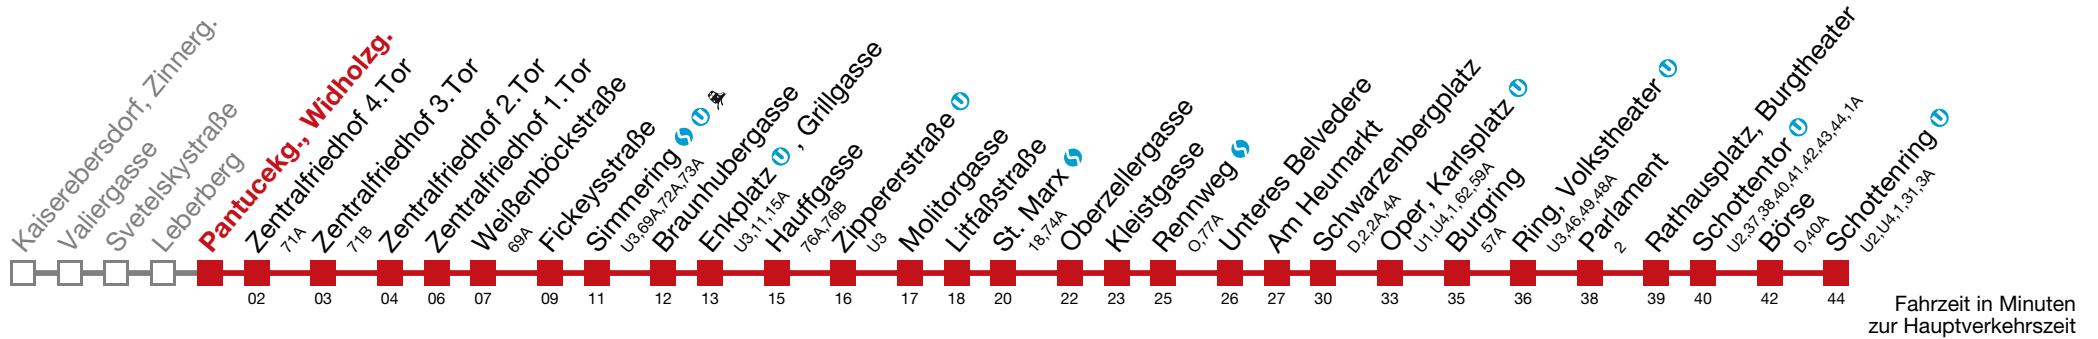 Kaiserebersdorf, Zinnerg.
Valiergasse
Svetelskystraße
Leberberg
Pantucekg., Widholzg.
Zentralfriedhof 4.Tor
71A
02
Zentralfriedhof 3.Tor
71B
03
Zentralfriedhof 2.Tor
04
Zentralfriedhof 1.Tor
06
Weißenböckstraße
69A
07
Fickeysstraße
09
Simmering S U
U3,69A,72A,73A
11
Braunhubergasse
12
Enkplatz U , Grillgasse
U3,11,15A
13
Hauffgasse
76A,76B
15
Zippererstraße U
U3
16
Molitorgasse
17
Litfaßstraße
18
St. Marx S
18,74A
20
Oberzellergasse
22
Kleistgasse
23
Rennweg S
O,77A
25
Unteres Belvedere
26
Am Heumarkt
27
Schwarzenbergplatz
D,2,2A,4A
30
Oper, Karlsplatz U
U1,U4,1,62,59A
33
Burgring
57A
35
Ring, Volkstheater U
U3,46,49,48A
36
Parlament
2
38
Rathausplatz, Burgtheater
39
Schottentor U
U2,37,38,40,41,42,43,44,1A
40
Börse
D,40A
42
Schottenring U
U2,U4,1,31,3A
44
Fahrzeit in Minuten
zur Hauptverkehrszeit